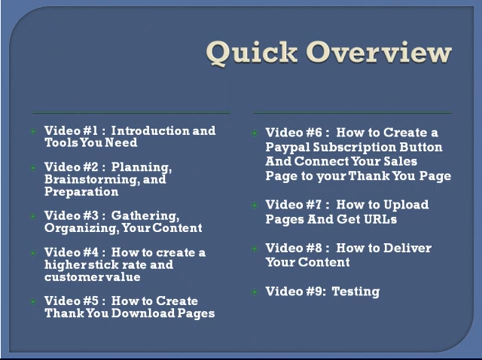 Quick Overview
Video #1 : Introduction and
Tools You Need
Video #2 : Planning,
Brainstorming, and
Preparation
Video #3 : Gathering,
Organizing, Your Content
Video #4 : How to create a
higher stick rate and
customer value
Video #5 : How to Create
Thank You Download Pages
Video #6 : How to Create a
Paypal Subscription Button
And Connect Your Sales
Page to your Thank You Page
Video #7 : How to Upload
Pages And Get URLs
Video #8 : How to Deliver
Your Content
Video #9: Testing